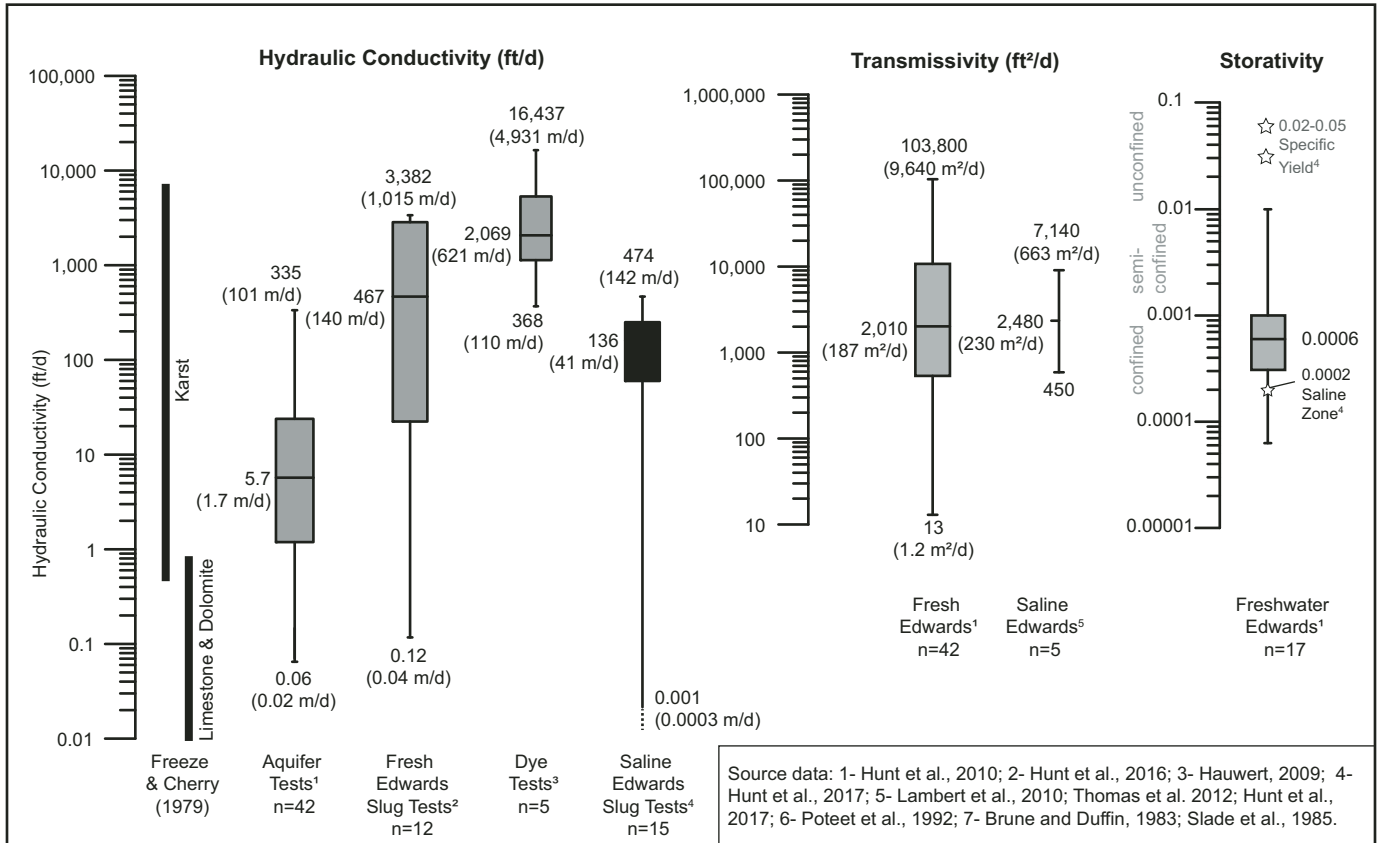 Hydraulic Conductivity (ft/d)
Hydraulic Conductivity (ft/d)
100,000
10,000
1,000
100
10
1
0.1
0.01
Karst
Limestone & Dolomite
Freeze
& Cherry
(1979)
335
(101 m/d)
5.7
(1.7 m/d)
0.06
(0.02 m/d)
Aquifer
Tests¹
n=42
3,382
(1,015 m/d)
467
(140 m/d)
0.12
(0.04 m/d)
Fresh
Edwards
Slug Tests²
n=12
16,437
(4,931 m/d)
2,069
(621 m/d)
368
(110 m/d)
Dye
Tests³
n=5
474
(142 m/d)
136
(41 m/d)
0.001
(0.0003 m/d)
Saline
Edwards
Slug Tests⁴
n=15
Transmissivity (ft²/d)
1,000,000
100,000
10,000
1,000
100
10
103,800
(9,640 m²/d)
2,010
(187 m²/d)
13
(1.2 m²/d)
Fresh
Edwards¹
n=42
7,140
(663 m²/d)
2,480
(230 m²/d)
450
Saline
Edwards⁵
n=5
Storativity
unconfined
semi-
confined
confined
0.1
0.01
0.001
0.0001
0.00001
0.02-0.05
Specific
Yield⁴
0.0006
0.0002
Saline
Zone⁴
Freshwater
Edwards¹
n=17
Source data: 1- Hunt et al., 2010; 2- Hunt et al., 2016; 3- Hauwert, 2009; 4-
Hunt et al., 2017; 5- Lambert et al., 2010; Thomas et al. 2012; Hunt et al.,
2017; 6- Poteet et al., 1992; 7- Brune and Duffin, 1983; Slade et al., 1985.